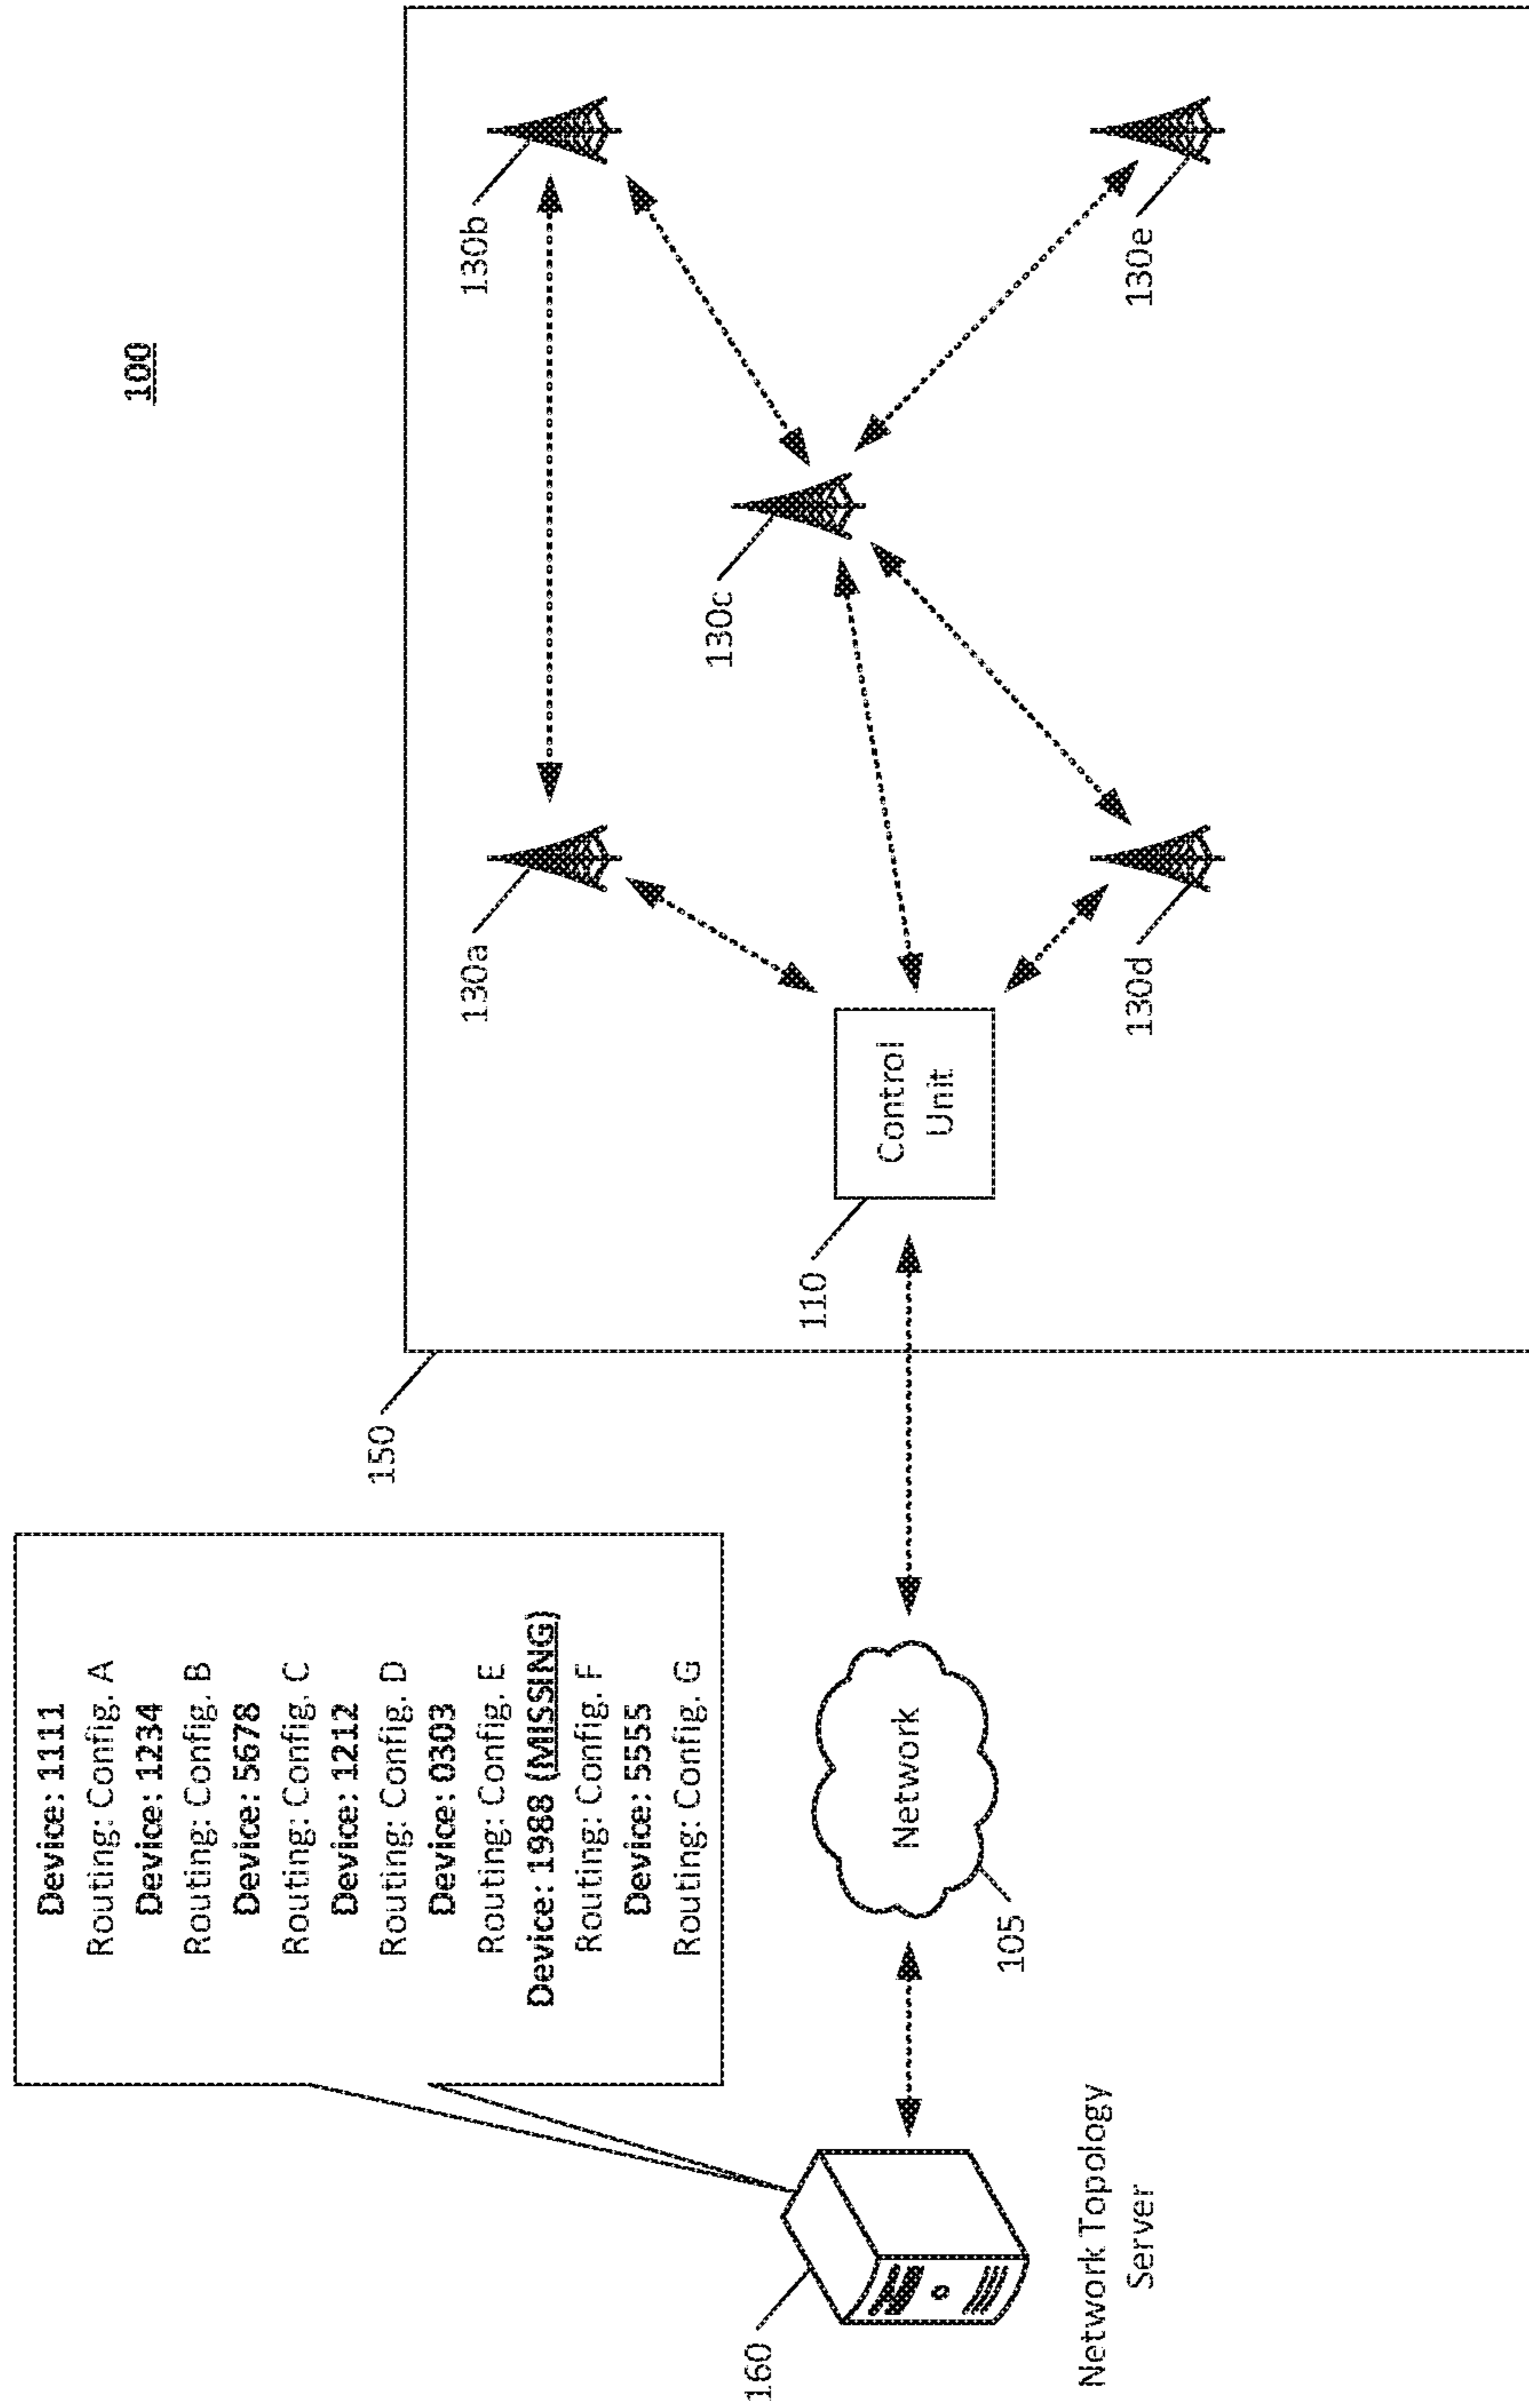 100
Device: 1111
Routing: Config. A
Device: 1234
Routing: Config. B
Device: 5678
Routing: Config. C
Device: 1212
Routing: Config. D
Device: 0303
Routing: Config. E
Device: 1988 (MISSING)
Routing: Config. F
Device: 5555
Routing: Config. G
150
130a
130b
130c
110
Control
Unit
130d
130e
160
Network
105
Network Topology
Server